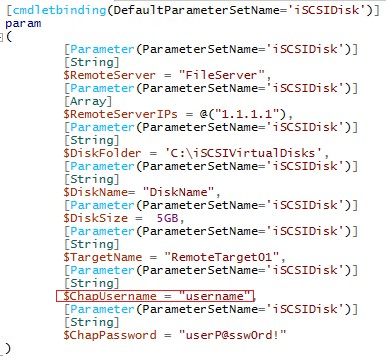 [cmdletbinding(DefaultParameterSetName='iSCSIDisk')]
param
(
[Parameter(ParameterSetName='iSCSIDisk')]
[String]
$RemoteServer = "FileServer",
[Parameter(ParameterSetName='iSCSIDisk')]
[Array]
$RemoteServerIPs = @("1.1.1.1"),
[Parameter(ParameterSetName='iSCSIDisk')]
[String]
$DiskFolder = 'C:\iSCSIVirtualDisks',
[Parameter(ParameterSetName='iSCSIDisk')]
[String]
$DiskName= "DiskName",
[Parameter(ParameterSetName='iSCSIDisk')]
$DiskSize = 5GB,
[Parameter(ParameterSetName='iSCSIDisk')]
[String]
$TargetName = "RemoteTarget01",
[Parameter(ParameterSetName='iSCSIDisk')]
[String]
$ChapUsername = "username",
[Parameter(ParameterSetName='iSCSIDisk')]
[String]
$ChapPassword = "userP@ssw0rd!"
)